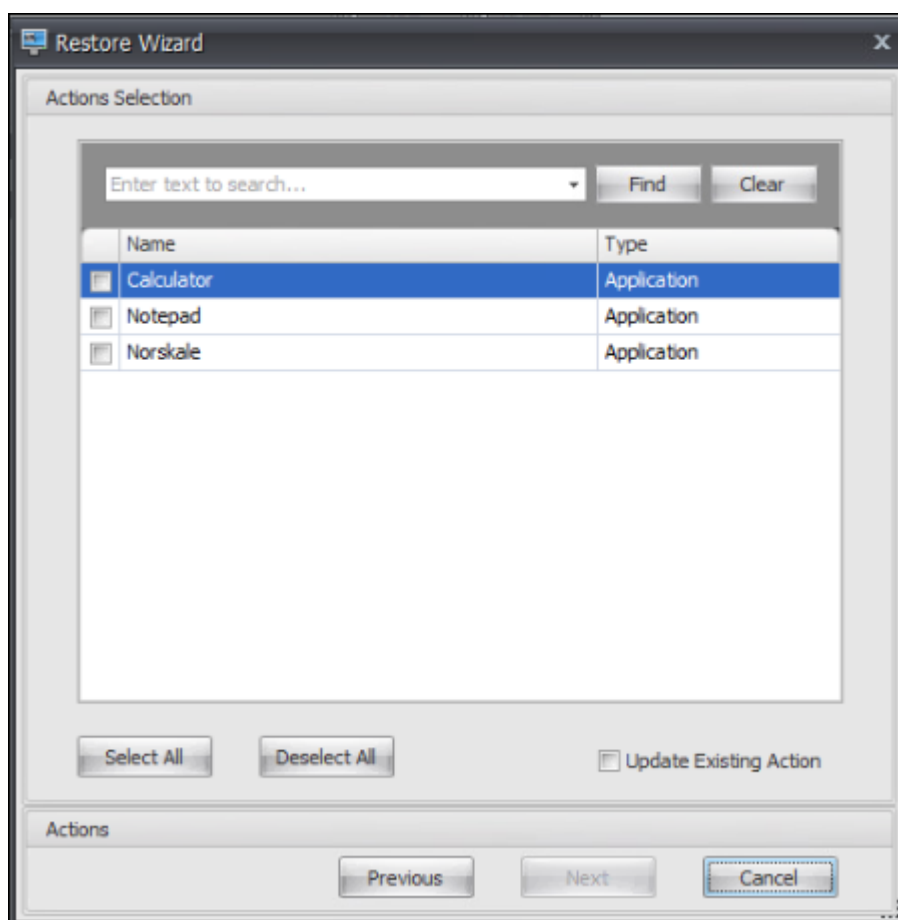 Restore Wizard x
Actions Selection
Enter text to search... Find Clear
Name Type
Calculator Application
Notepad Application
Norskale Application
Select All Deselect All Update Existing Action
Actions
Previous Next Cancel